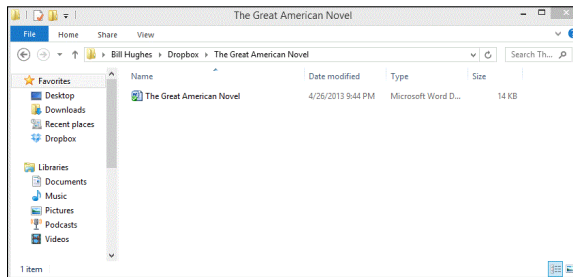 The Great American Novel
File Home Share View
Bill Hughes Dropbox The Great American Novel Search Th...
Name Date modified Type Size
The Great American Novel 4/26/2013 9:44 PM Microsoft Word D... 14 KB
Favorites
Desktop
Downloads
Recent places
Dropbox
Libraries
Documents
Music
Pictures
Podcasts
Videos
1 item